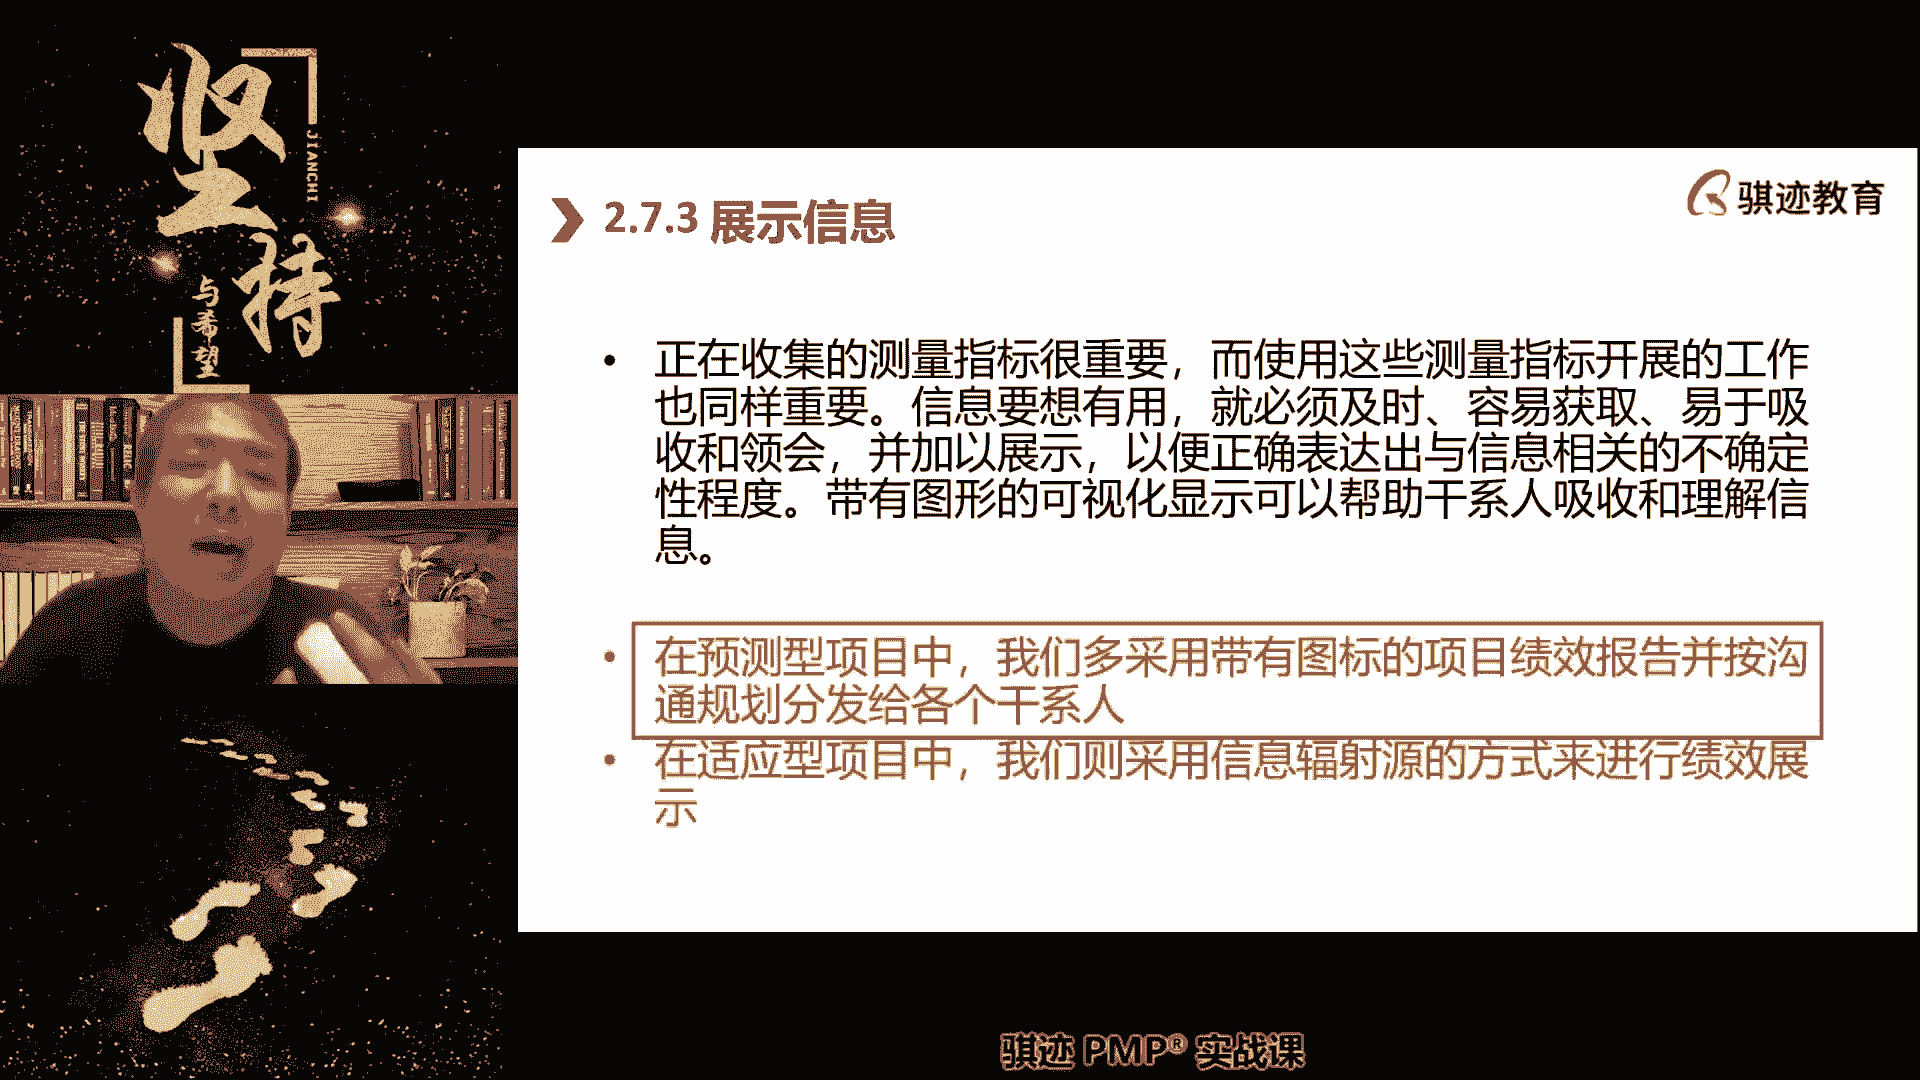 坚持
JIANCHI
与希望
骐迹教育
2.7.3 展示信息
• 正在收集的测量指标很重要，而使用这些测量指标开展的工作
也同样重要。信息要想有用，就必须及时、容易获取、易于吸
收和领会，并加以展示，以便正确表达出与信息相关的不确定
性程度。带有图形的可视化显示可以帮助干系人吸收和理解信
息。
• 在预测型项目中，我们多采用带有图标的项目绩效报告并按沟
通规划分发给各个干系人
• 在适应型项目中，我们则采用信息辐射源的方式来进行绩效展
示
骐迹 PMP® 实战课